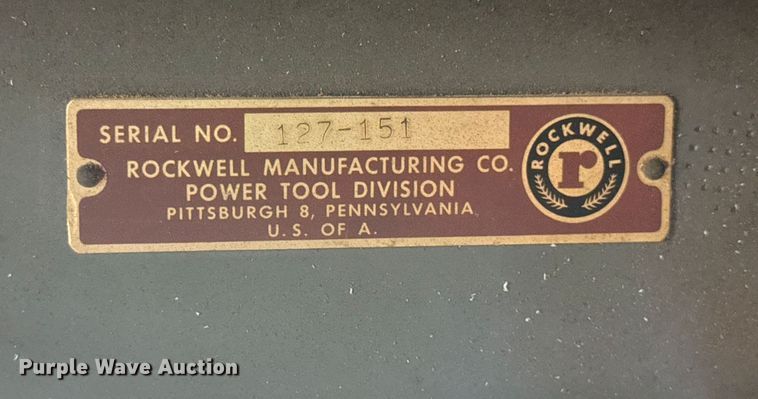 SERIAL NO. 127-151
ROCKWELL MANUFACTURING CO.
POWER TOOL DIVISION
PITTSBURGH 8, PENNSYLVANIA
U.S. OF A.
ROCKWELL
r
Purple Wave Auction